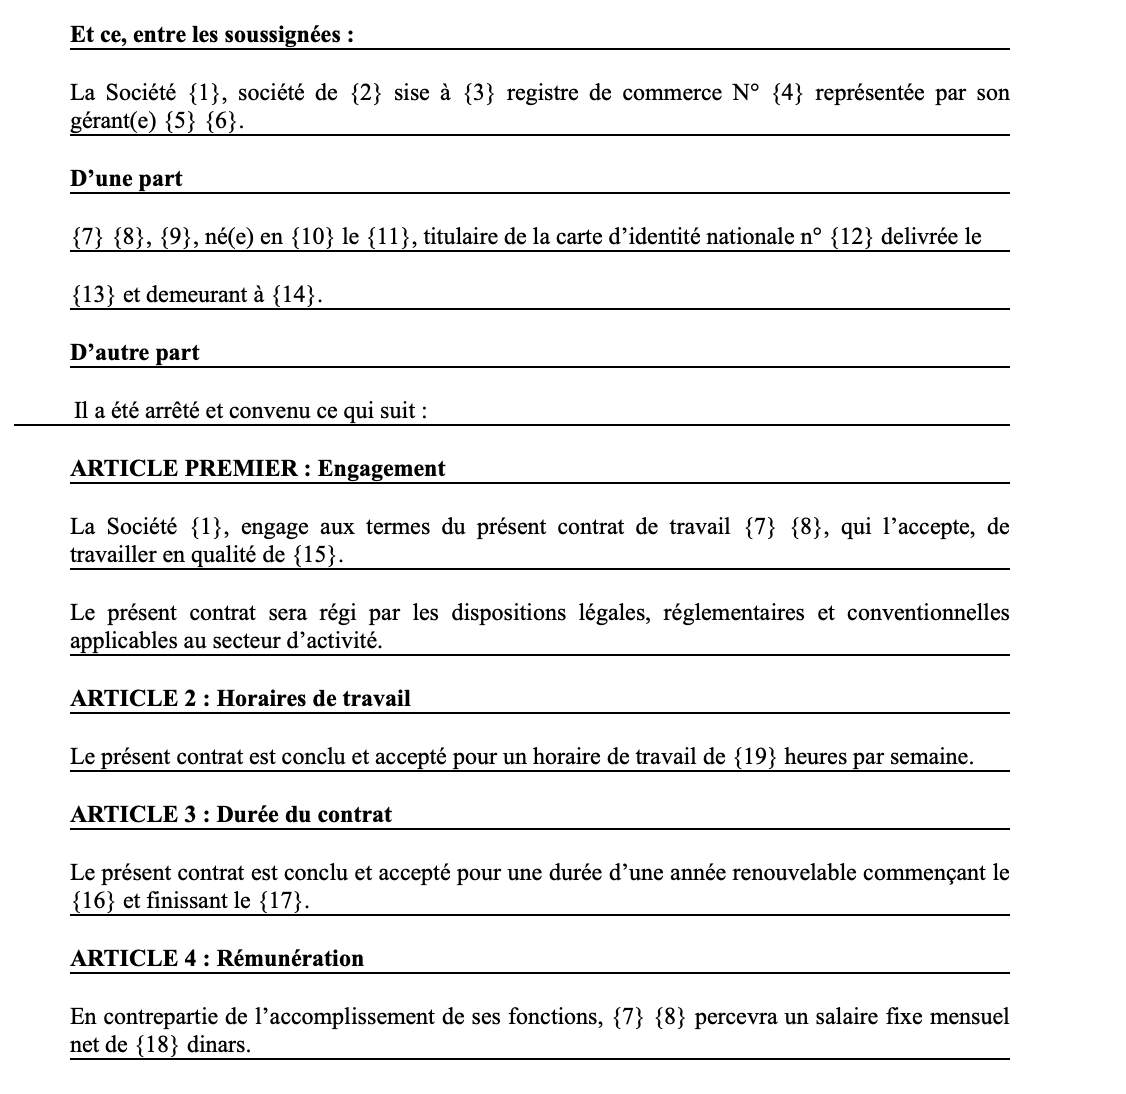 Et ce, entre les soussignées :
La Société {1}, société de {2} sise à {3} registre de commerce N° {4} représentée par son
gérant(e) {5} {6}.
D’une part
{7} {8}, {9}, né(e) en {10} le {11}, titulaire de la carte d’identité nationale n° {12} delivrée le
{13} et demeurant à {14}.
D’autre part
Il a été arrêté et convenu ce qui suit :
ARTICLE PREMIER : Engagement
La Société {1}, engage aux termes du présent contrat de travail {7} {8}, qui l’accepte, de
travailler en qualité de {15}.
Le présent contrat sera régi par les dispositions légales, réglementaires et conventionnelles
applicables au secteur d’activité.
ARTICLE 2 : Horaires de travail
Le présent contrat est conclu et accepté pour un horaire de travail de {19} heures par semaine.
ARTICLE 3 : Durée du contrat
Le présent contrat est conclu et accepté pour une durée d’une année renouvelable commençant le
{16} et finissant le {17}.
ARTICLE 4 : Rémunération
En contrepartie de l’accomplissement de ses fonctions, {7} {8} percevra un salaire fixe mensuel
net de {18} dinars.